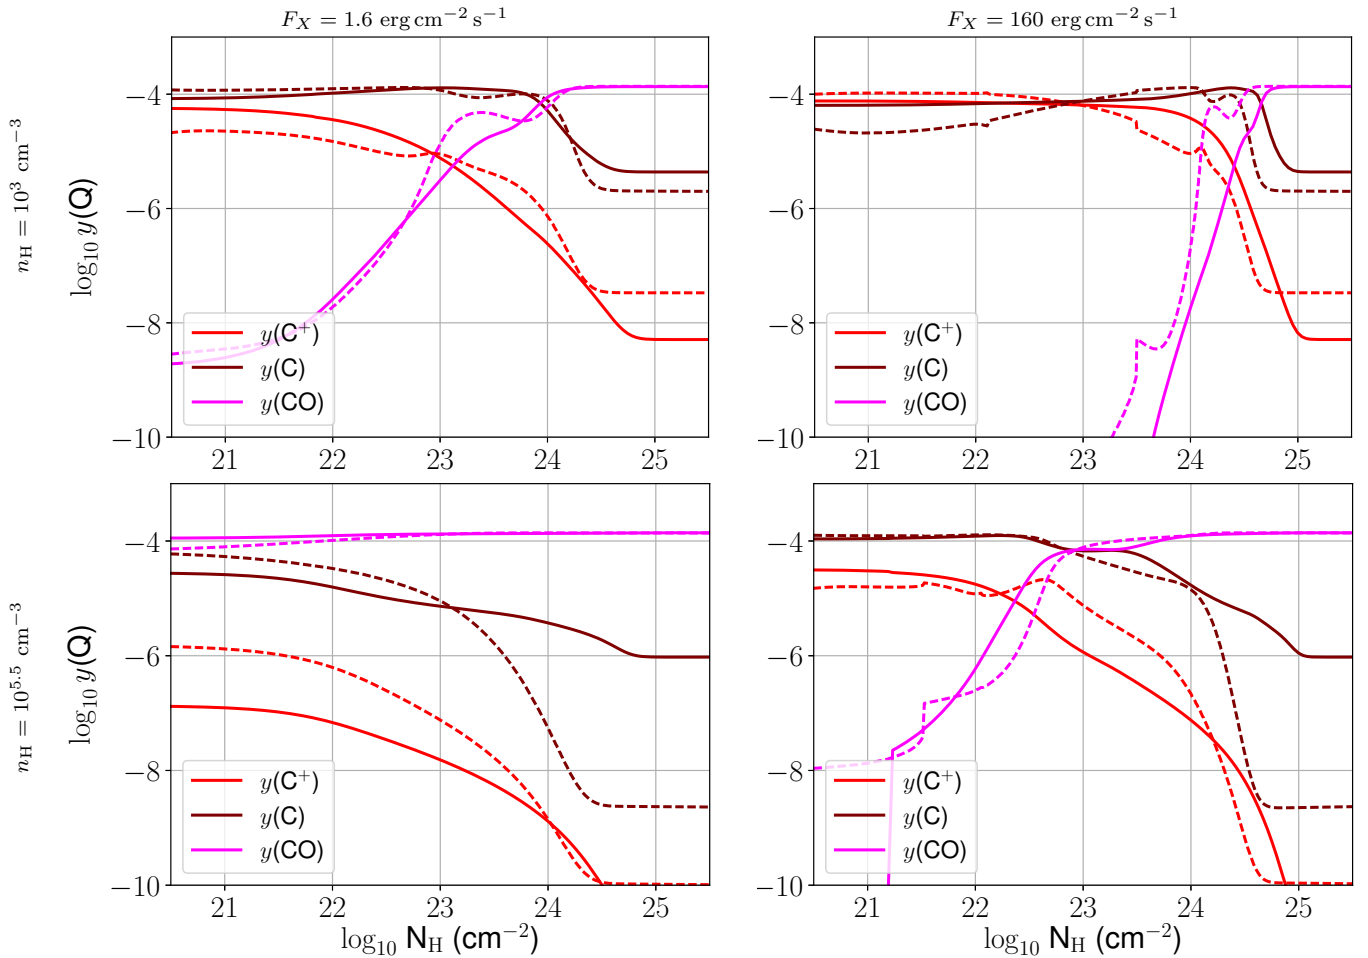 F_X = 1.6 erg cm⁻² s⁻¹
F_X = 160 erg cm⁻² s⁻¹
n_H = 10³ cm⁻³
log₁₀ y(Q)
−4
−6
−8
−10
y(C⁺)
y(C)
y(CO)
21 22 23 24 25
−4
−6
−8
−10
y(C⁺)
y(C)
y(CO)
21 22 23 24 25
n_H = 10^5.5 cm⁻³
log₁₀ y(Q)
−4
−6
−8
−10
y(C⁺)
y(C)
y(CO)
21 22 23 24 25
log₁₀ N_H (cm⁻²)
−4
−6
−8
−10
y(C⁺)
y(C)
y(CO)
21 22 23 24 25
log₁₀ N_H (cm⁻²)